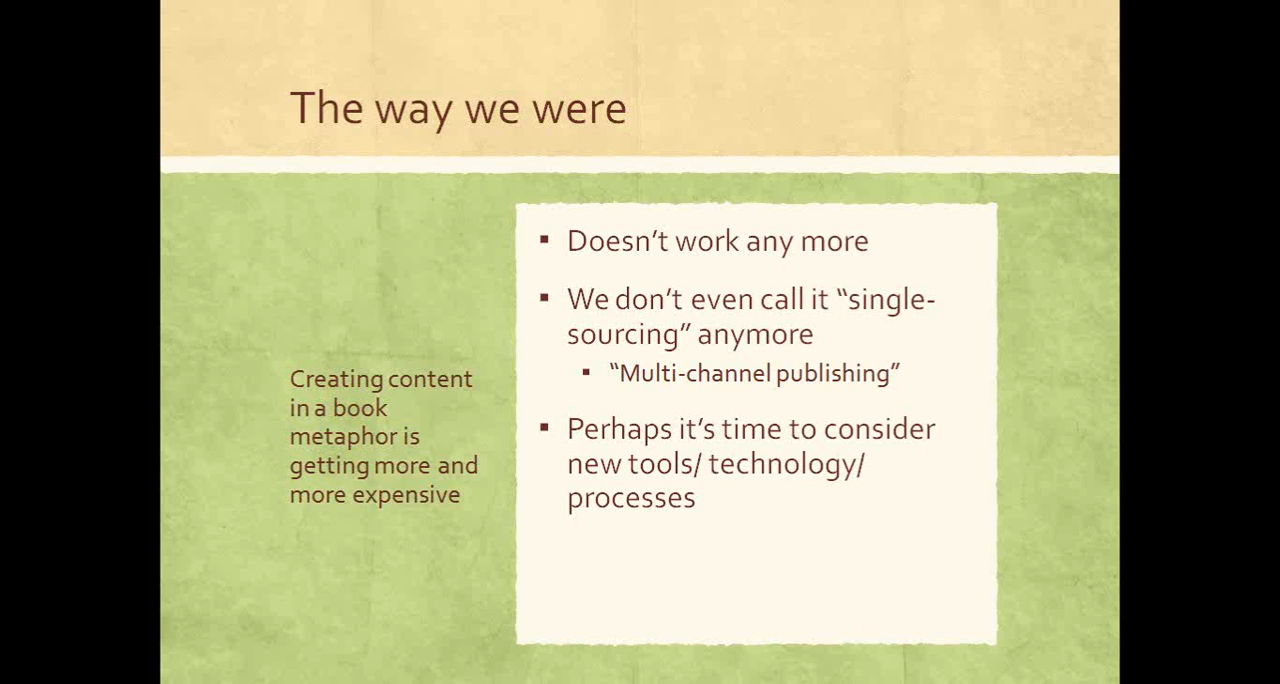 The way we were
Creating content
in a book
metaphor is
getting more and
more expensive
▪ Doesn’t work any more
▪ We don’t even call it “single-
sourcing” anymore
▪ “Multi-channel publishing”
▪ Perhaps it’s time to consider
new tools/ technology/
processes